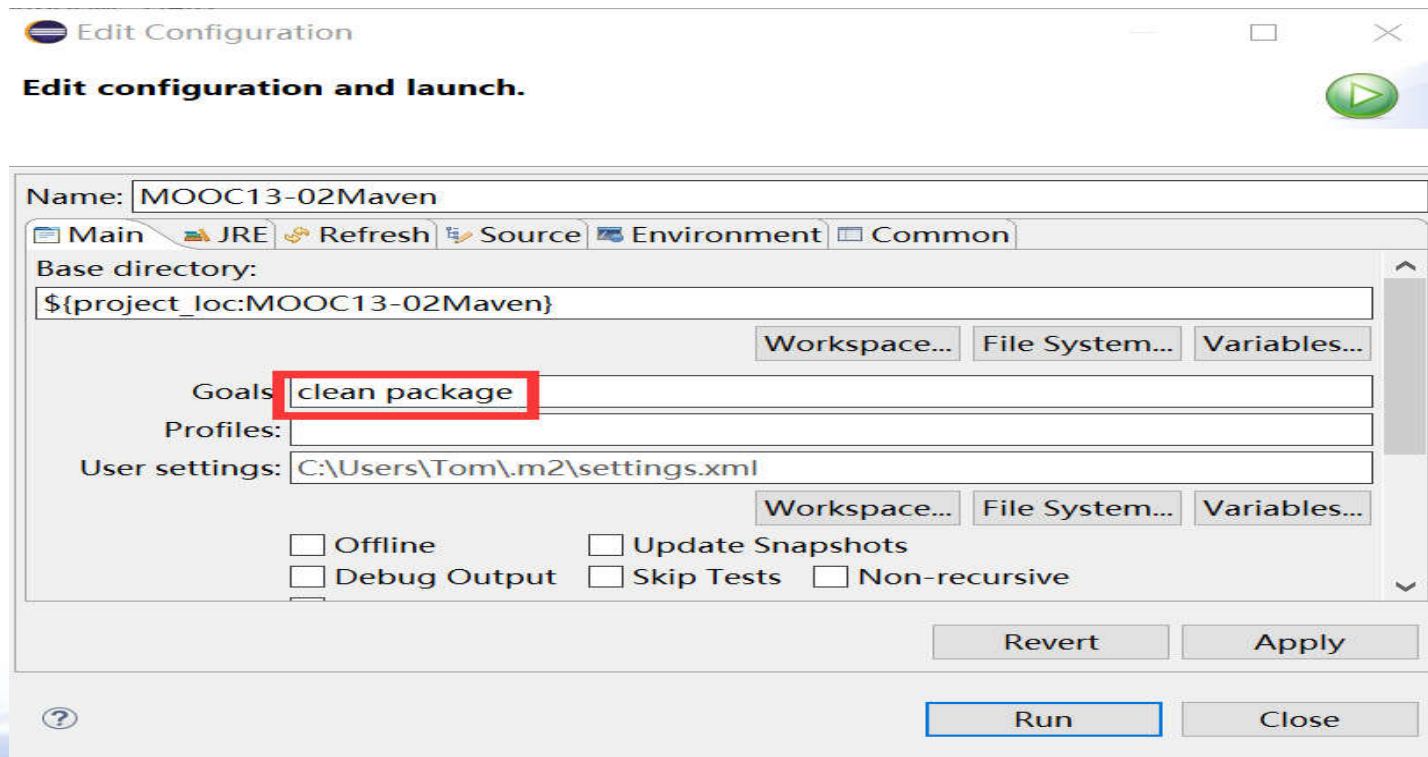 Edit Configuration
Edit configuration and launch.
Name: MOOC13-02Maven
Main JRE Refresh Source Environment Common
Base directory:
${project_loc:MOOC13-02Maven}
Workspace... File System... Variables...
Goals clean package
Profiles:
User settings: C:\Users\Tom\.m2\settings.xml
Workspace... File System... Variables...
Offline Update Snapshots
Debug Output Skip Tests Non-recursive
Revert Apply
? Run Close